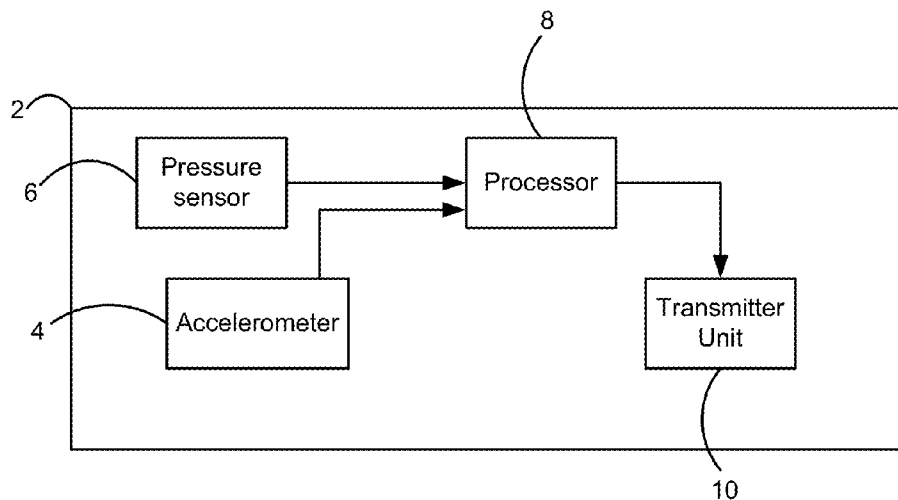 8
2
Pressure
sensor
Processor
6
4
Accelerometer
Transmitter
Unit
10